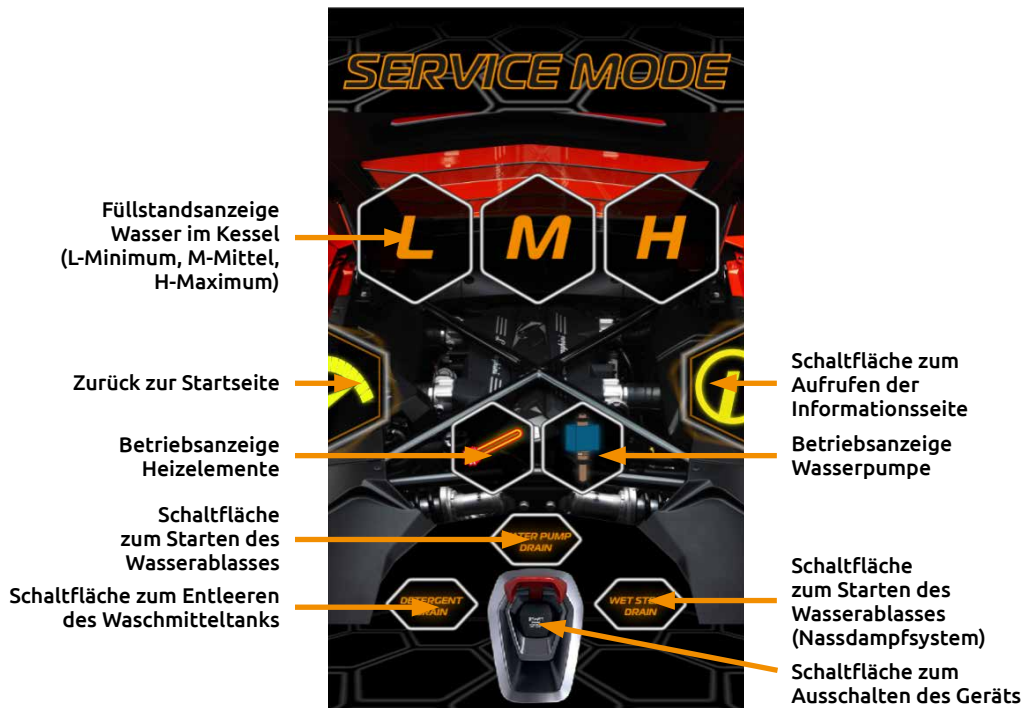 SERVICE MODE
L M H
Füllstandsanzeige
Wasser im Kessel
(L-Minimum, M-Mittel,
H-Maximum)
Zurück zur Startseite
Schaltfläche zum
Aufrufen der
Informationsseite
Betriebsanzeige
Heizelemente
Betriebsanzeige
Wasserpumpe
Schaltfläche
zum Starten des
Wasserablasses
PUMP
DRAIN
Schaltfläche zum Entleeren
des Waschmitteltanks
DETERGENT
DRAIN
WET
DRAIN
Schaltfläche
zum Starten des
Wasserablasses
(Nassdampfsystem)
Schaltfläche zum
Ausschalten des Geräts